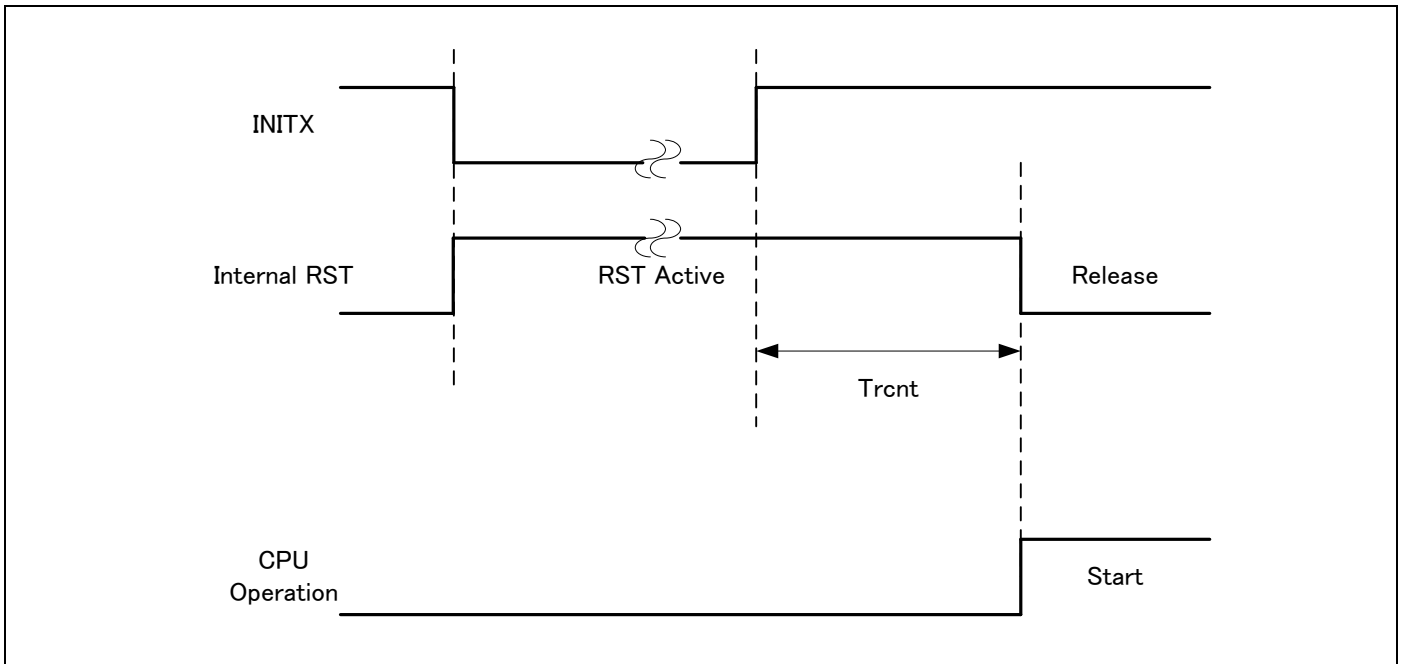 INITX
Internal RST
RST Active
Release
Trcnt
CPU
Operation
Start